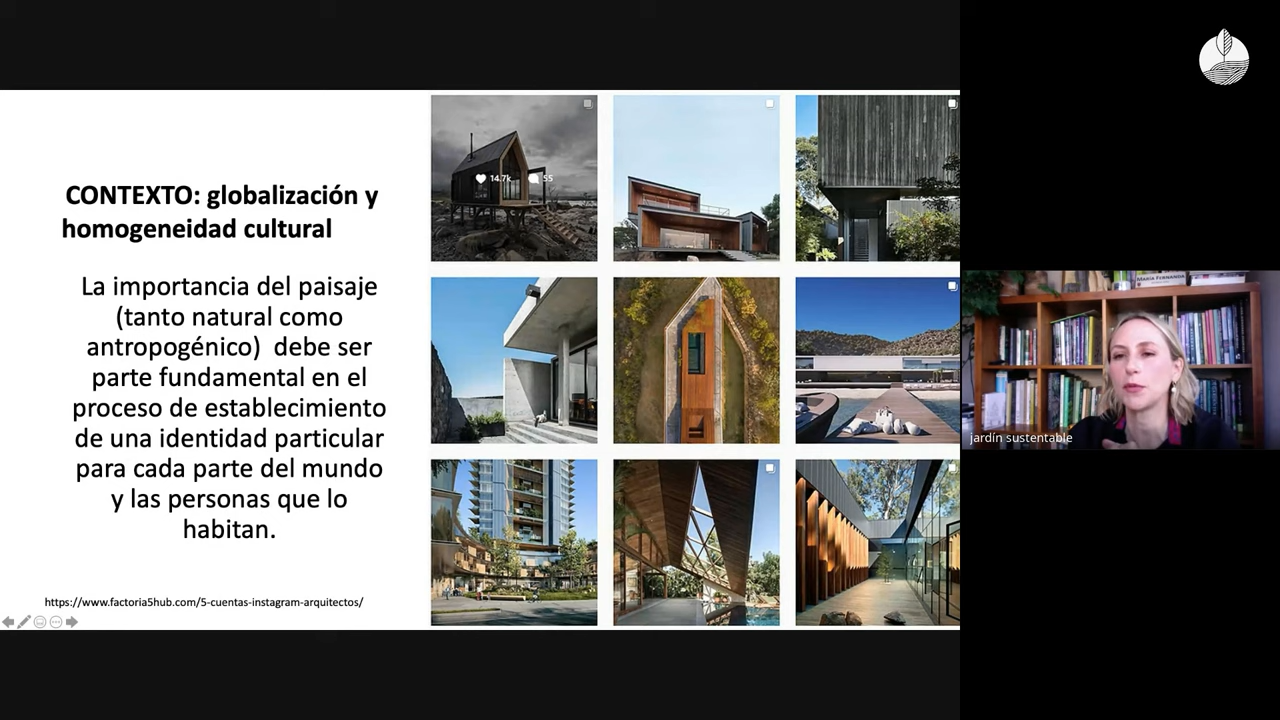 CONTEXTO: globalización y
homogeneidad cultural
La importancia del paisaje
(tanto natural como
antropogénico) debe ser
parte fundamental en el
proceso de establecimiento
de una identidad particular
para cada parte del mundo
y las personas que lo
habitan.
https://www.factoria5hub.com/5-cuentas-instagram-arquitectos/
14.7k 55
MARÍA FERNANDA
jardín sustentable